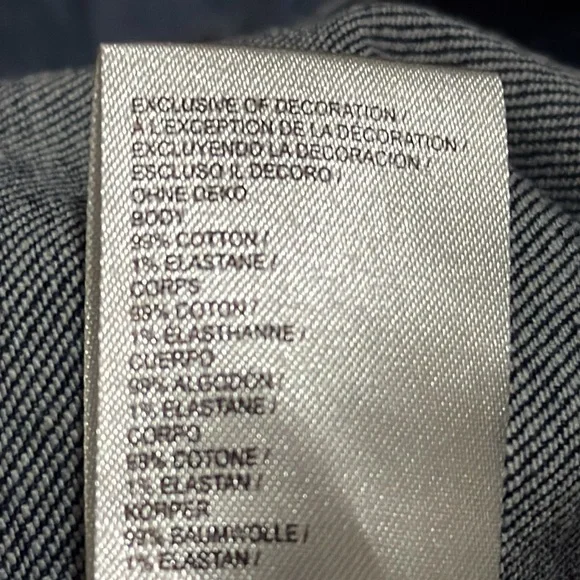 EXCLUSIVE OF DECORATION /
À L'EXCEPTION DE LA DÉCORATION /
EXCLUYENDO LA DECORACIÓN /
ESCLUSO IL DECORO /
OHNE DEKO
BODY
99% COTTON /
1% ELASTANE /
CORPS
99% COTON /
1% ELASTHANNE /
CUERPO
99% ALGODÓN /
1% ELASTANE /
CORPO
99% COTONE /
1% ELASTAN /
KÖRPER
99% BAUMWOLLE /
1% ELASTAN /